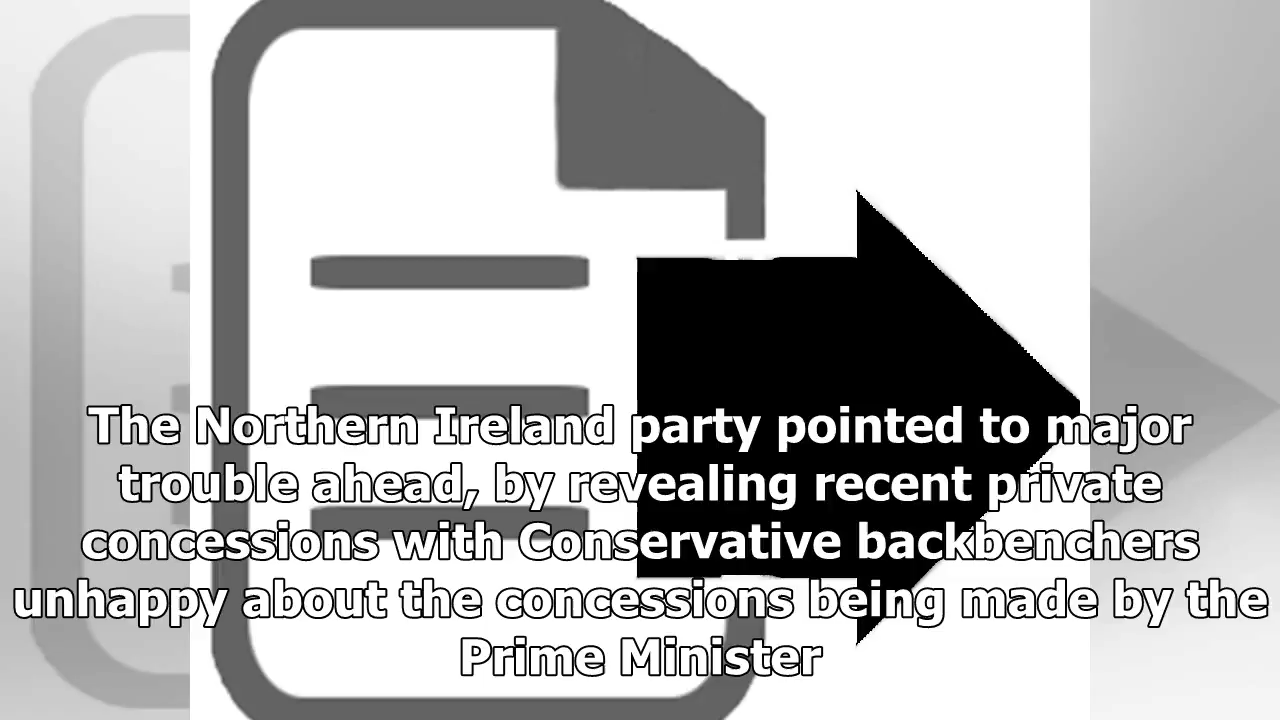 The Northern Ireland party pointed to major
trouble ahead, by revealing recent private
concessions with Conservative backbenchers
unhappy about the concessions being made by the
Prime Minister